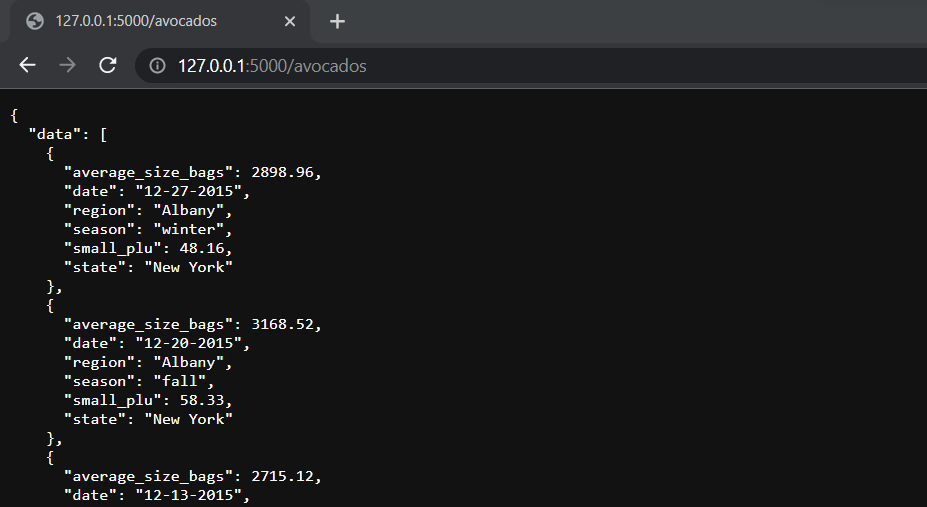 127.0.0.1:5000/avocados
127.0.0.1:5000/avocados
{
  "data": [
    {
      "average_size_bags": 2898.96,
      "date": "12-27-2015",
      "region": "Albany",
      "season": "winter",
      "small_plu": 48.16,
      "state": "New York"
    },
    {
      "average_size_bags": 3168.52,
      "date": "12-20-2015",
      "region": "Albany",
      "season": "fall",
      "small_plu": 58.33,
      "state": "New York"
    },
    {
      "average_size_bags": 2715.12,
      "date": "12-13-2015",